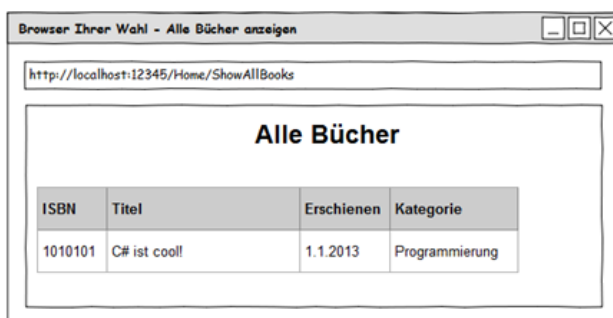 Browser Ihrer Wahl - Alle Bücher anzeigen
http://localhost:12345/Home/ShowAllBooks
Alle Bücher
ISBN Titel Erschienen Kategorie
1010101 C# ist cool! 1.1.2013 Programmierung